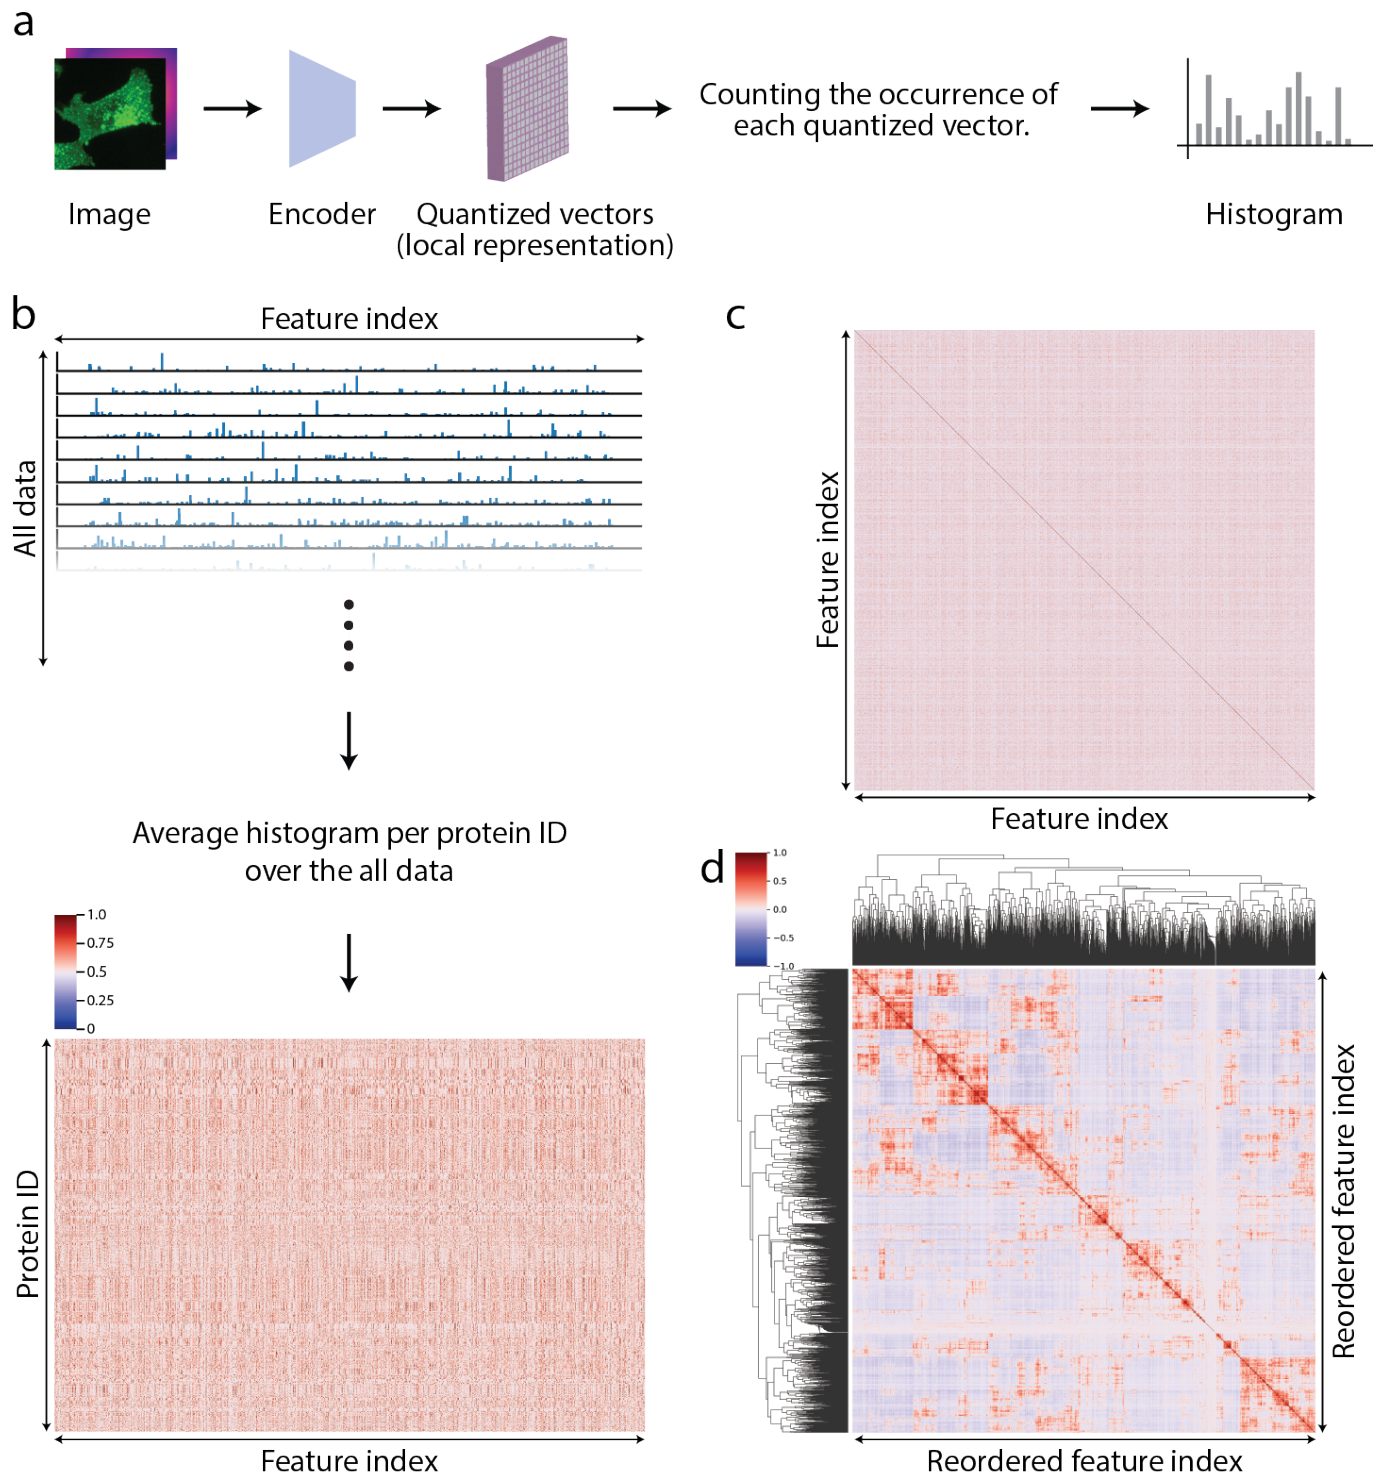 a
Counting the occurrence of
each quantized vector.
Image
Encoder
Quantized vectors
(local representation)
Histogram
b
Feature index
All data
Average histogram per protein ID
over the all data
1.0
0.75
0.5
0.25
0
Protein ID
Feature index
c
Feature index
Feature index
d
1.0
0.5
0.0
−0.5
−1.0
Reordered feature index
Reordered feature index